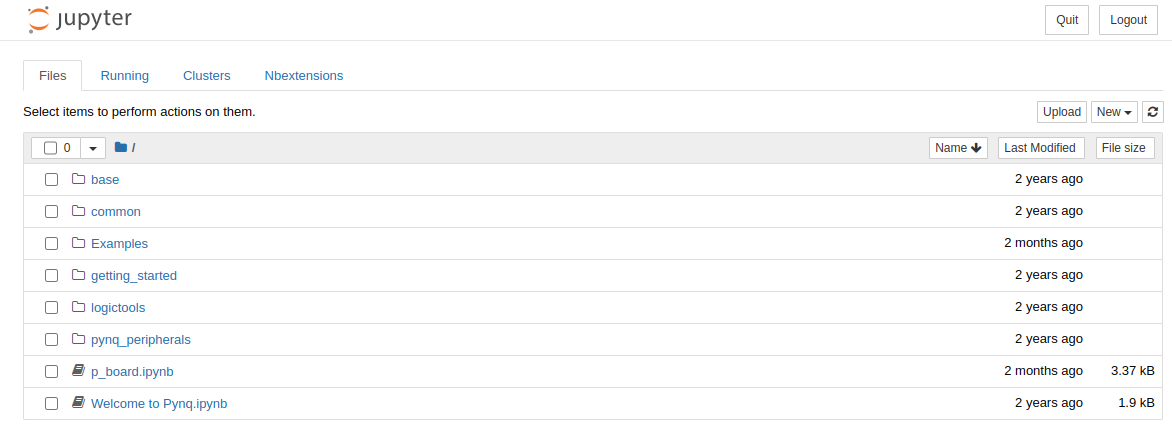 jupyter Quit Logout
Files Running Clusters Nbextensions
Select items to perform actions on them. Upload New
0 / Name Last Modified File size
base 2 years ago
common 2 years ago
Examples 2 months ago
getting_started 2 years ago
logictools 2 years ago
pynq_peripherals 2 years ago
p_board.ipynb 2 months ago 3.37 kB
Welcome to Pynq.ipynb 2 years ago 1.9 kB